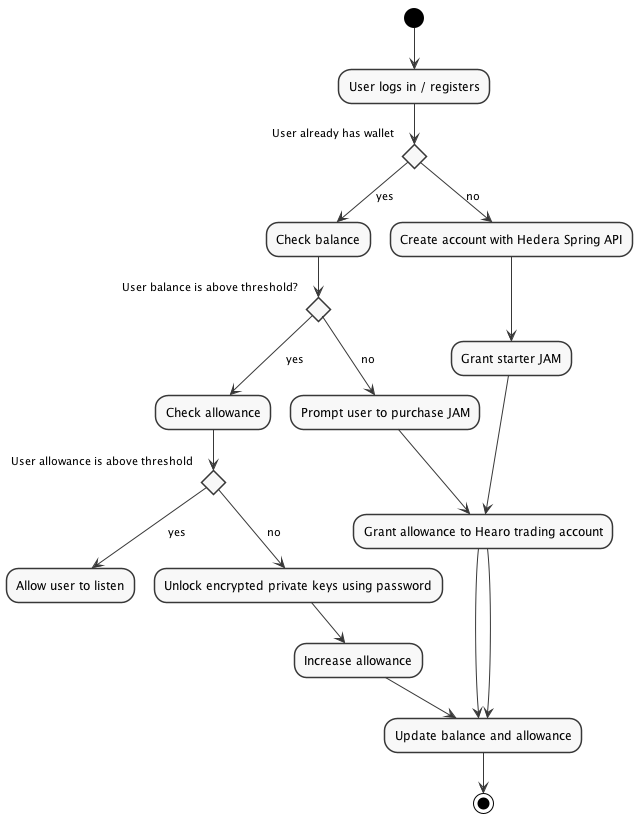 User logs in / registers
User already has wallet
yes
no
Check balance
Create account with Hedera Spring API
User balance is above threshold?
yes
no
Grant starter JAM
Check allowance
Prompt user to purchase JAM
User allowance is above threshold
yes
no
Grant allowance to Hearo trading account
Allow user to listen
Unlock encrypted private keys using password
Increase allowance
Update balance and allowance